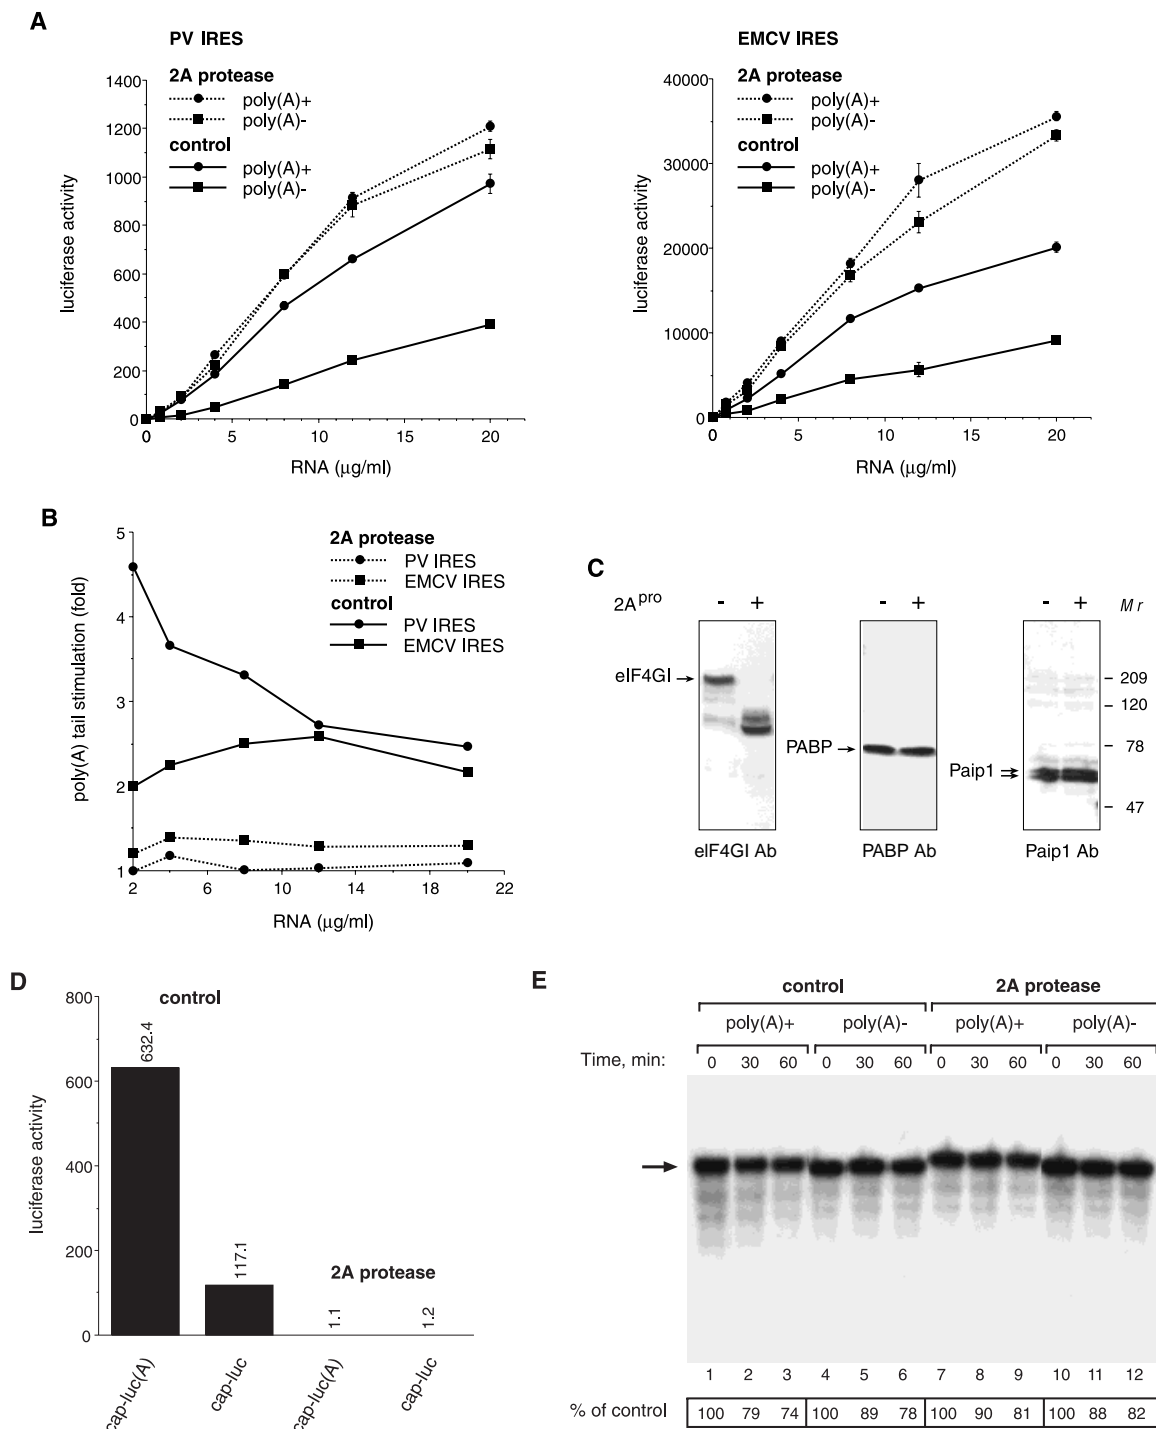 A
PV IRES
2A protease
poly(A)+
poly(A)-
control
poly(A)+
poly(A)-
luciferase activity
1400
1200
1000
800
600
400
200
0
0 5 10 15 20
RNA (µg/ml)
EMCV IRES
2A protease
poly(A)+
poly(A)-
control
poly(A)+
poly(A)-
luciferase activity
40000
30000
20000
10000
0
0 5 10 15 20
RNA (µg/ml)
B
2A protease
PV IRES
EMCV IRES
control
PV IRES
EMCV IRES
poly(A) tail stimulation (fold)
5
4
3
2
1
2 6 10 14 18 22
RNA (µg/ml)
C
2Apro - + - + - + Mr
eIF4GI
PABP
Paip1
209
120
78
47
eIF4GI Ab PABP Ab Paip1 Ab
D
control
2A protease
luciferase activity
800
600
400
200
0
632.4
117.1
1.1
1.2
cap-luc(A)
cap-luc
cap-luc(A)
cap-luc
E
control 2A protease
poly(A)+ poly(A)- poly(A)+ poly(A)-
Time, min: 0 30 60 0 30 60 0 30 60 0 30 60
1 2 3 4 5 6 7 8 9 10 11 12
% of control 100 79 74 100 89 78 100 90 81 100 88 82